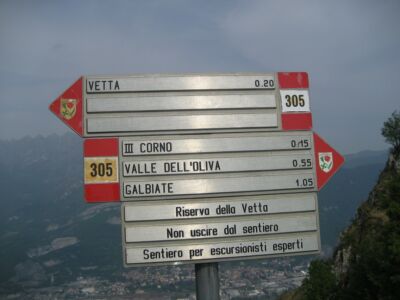 VETTA 0.20
305
305
III CORNO 0/15
VALLE DELL'OLIVA 0.55
GALBIATE 1.05
Riserva della Vetta
Non uscire dal sentiero
Sentiero per escursionisti esperti